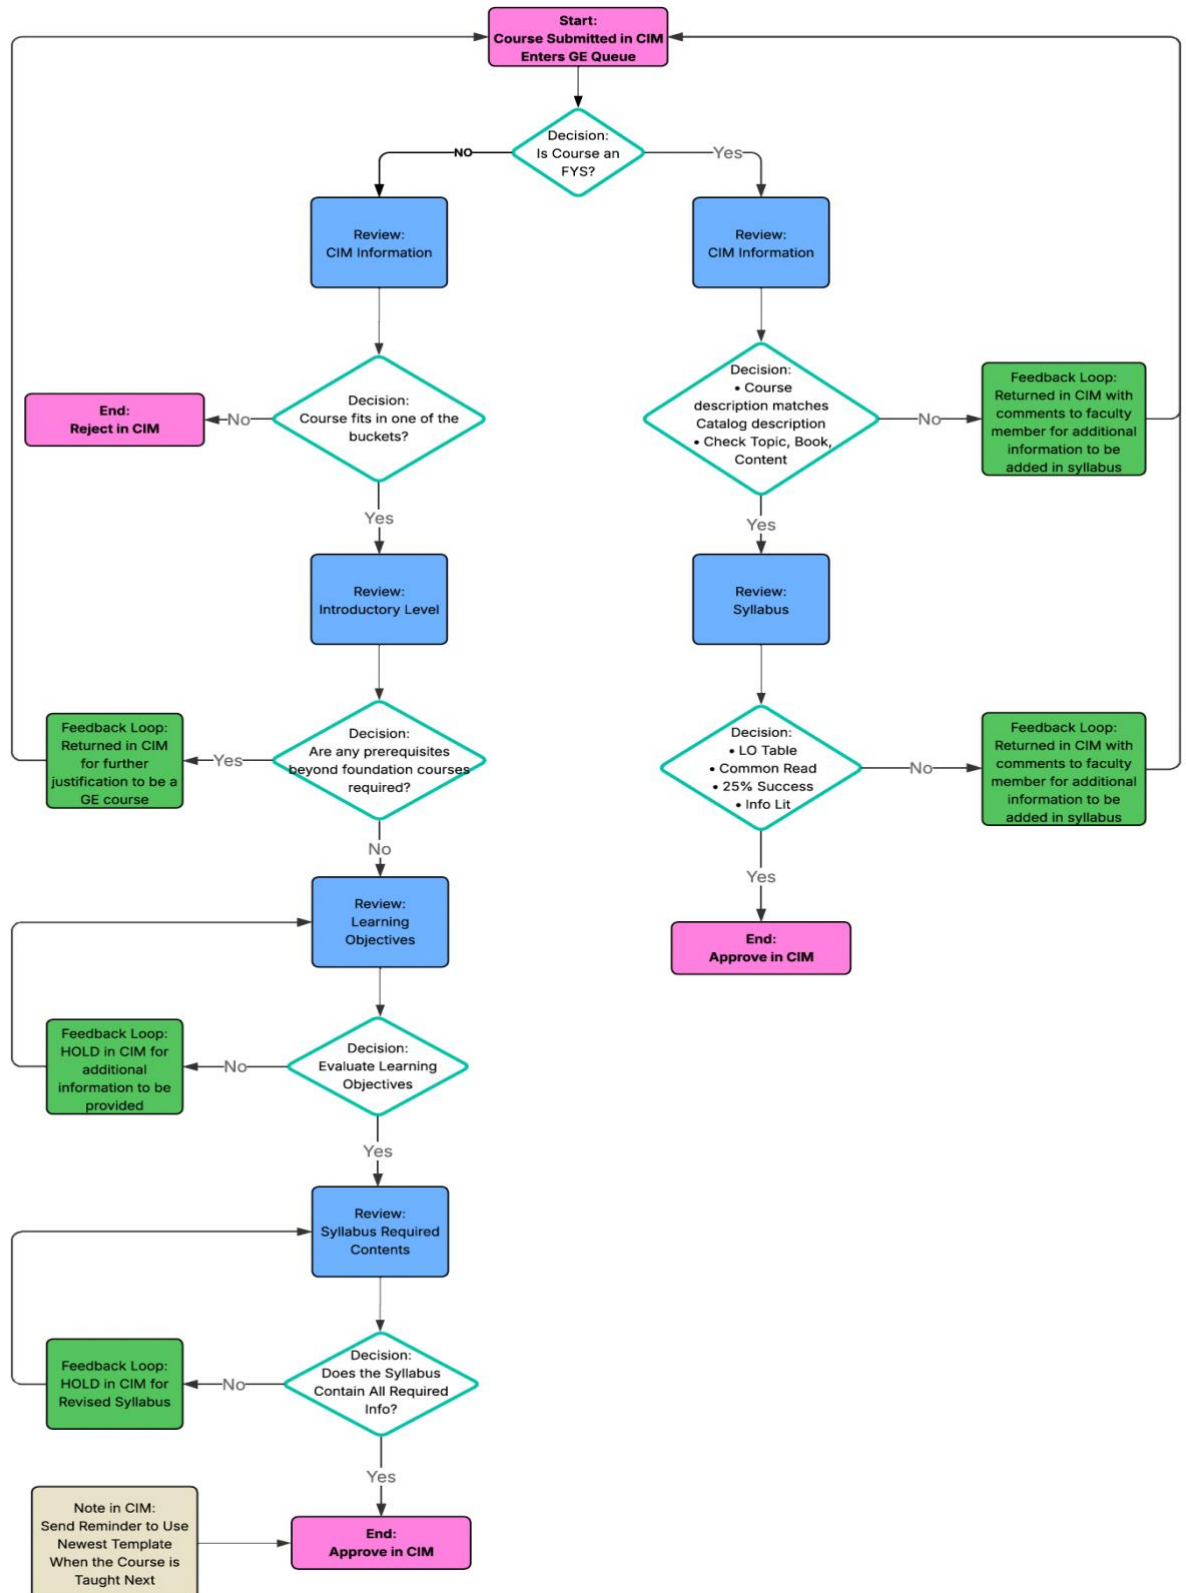 Start:
Course Submitted in CIM
Enters GE Queue
Decision:
Is Course an
FYS?
NO
Yes
Review:
CIM Information
Review:
CIM Information
Decision:
Course fits in one of the
buckets?
No
End:
Reject in CIM
Yes
Decision:
• Course
description matches
Catalog description
• Check Topic, Book,
Content
No
Feedback Loop:
Returned in CIM with
comments to faculty
member for additional
information to be
added in syllabus
Yes
Review:
Introductory Level
Review:
Syllabus
Decision:
Are any prerequisites
beyond foundation courses
required?
Yes
Feedback Loop:
Returned in CIM
for further
justification to be a
GE course
No
Decision:
• LO Table
• Common Read
• 25% Success
• Info Lit
No
Feedback Loop:
Returned in CIM with
comments to faculty
member for additional
information to be
added in syllabus
Yes
End:
Approve in CIM
Review:
Learning
Objectives
Decision:
Evaluate Learning
Objectives
No
Feedback Loop:
HOLD in CIM for
additional
information to be
provided
Yes
Review:
Syllabus Required
Contents
Decision:
Does the Syllabus
Contain All Required
Info?
No
Feedback Loop:
HOLD in CIM for
Revised Syllabus
Yes
Note in CIM:
Send Reminder to Use
Newest Template
When the Course is
Taught Next
End:
Approve in CIM